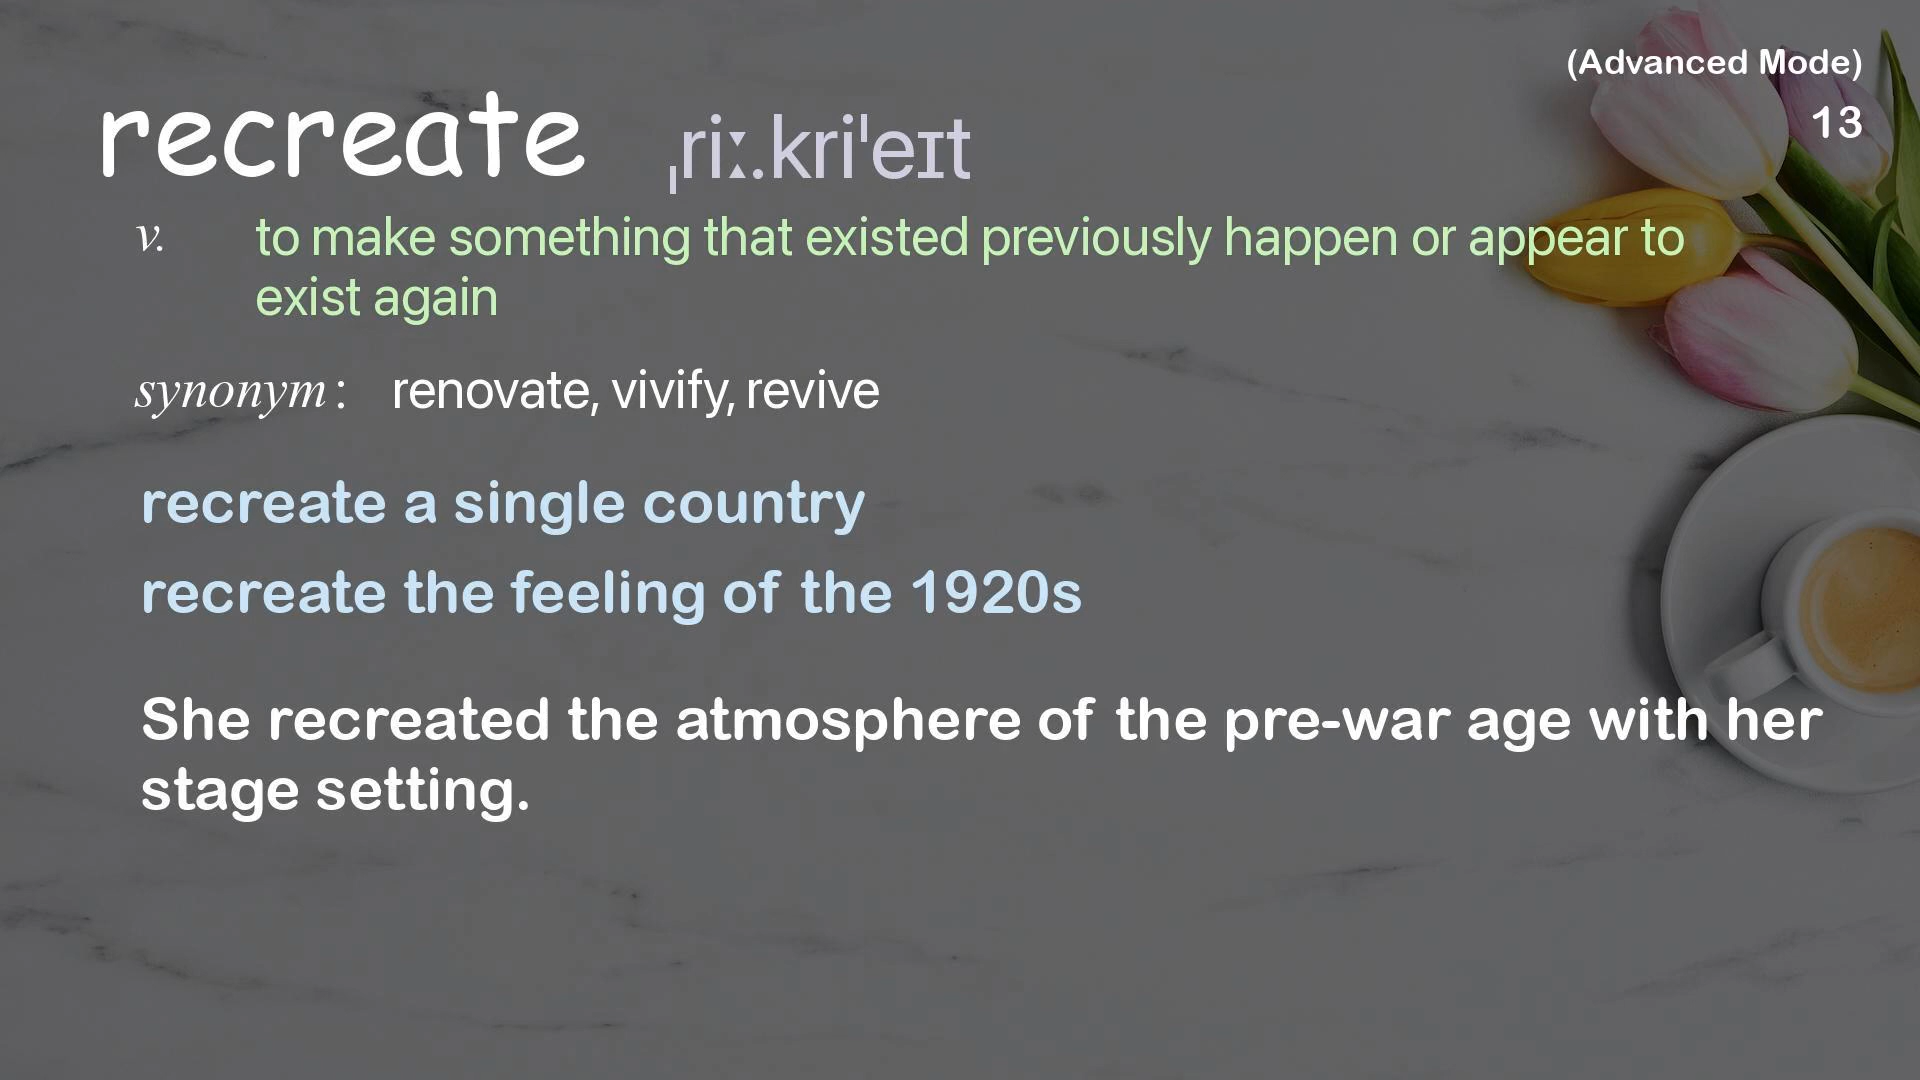 (Advanced Mode)
13
recreate ˌriː.kriˈeɪt
v. to make something that existed previously happen or appear to
exist again
synonym: renovate, vivify, revive
recreate a single country
recreate the feeling of the 1920s
She recreated the atmosphere of the pre-war age with her
stage setting.